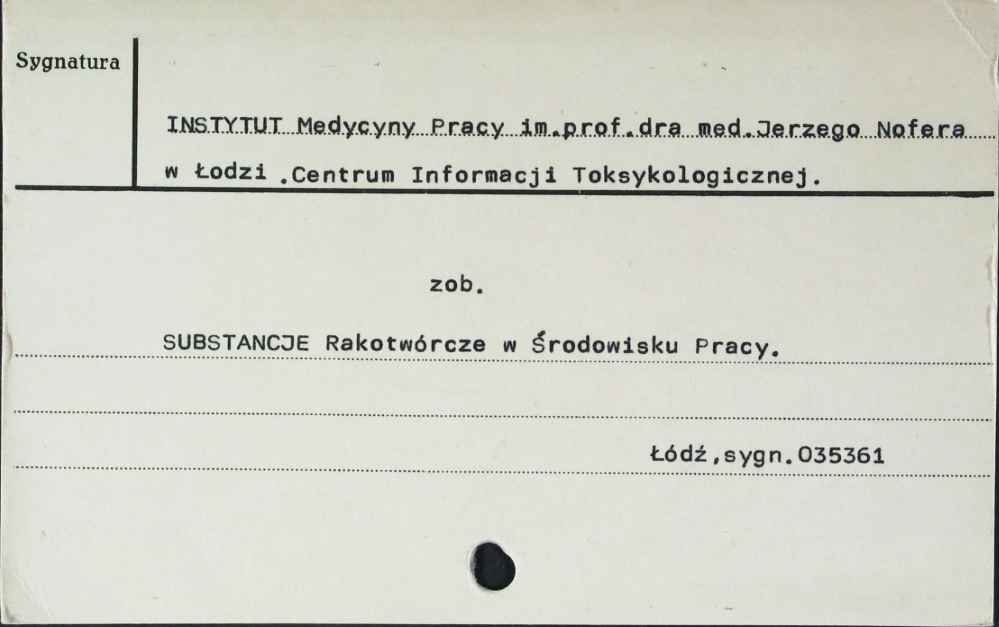 Sygnatura
INSTYTUT Medycyny Pracy im.prof.dra med.Jerzego Nofera
w Łodzi .Centrum Informacji Toksykologicznej.
zob.
SUBSTANCJE Rakotwórcze w Środowisku Pracy.
Łódź,sygn.035361